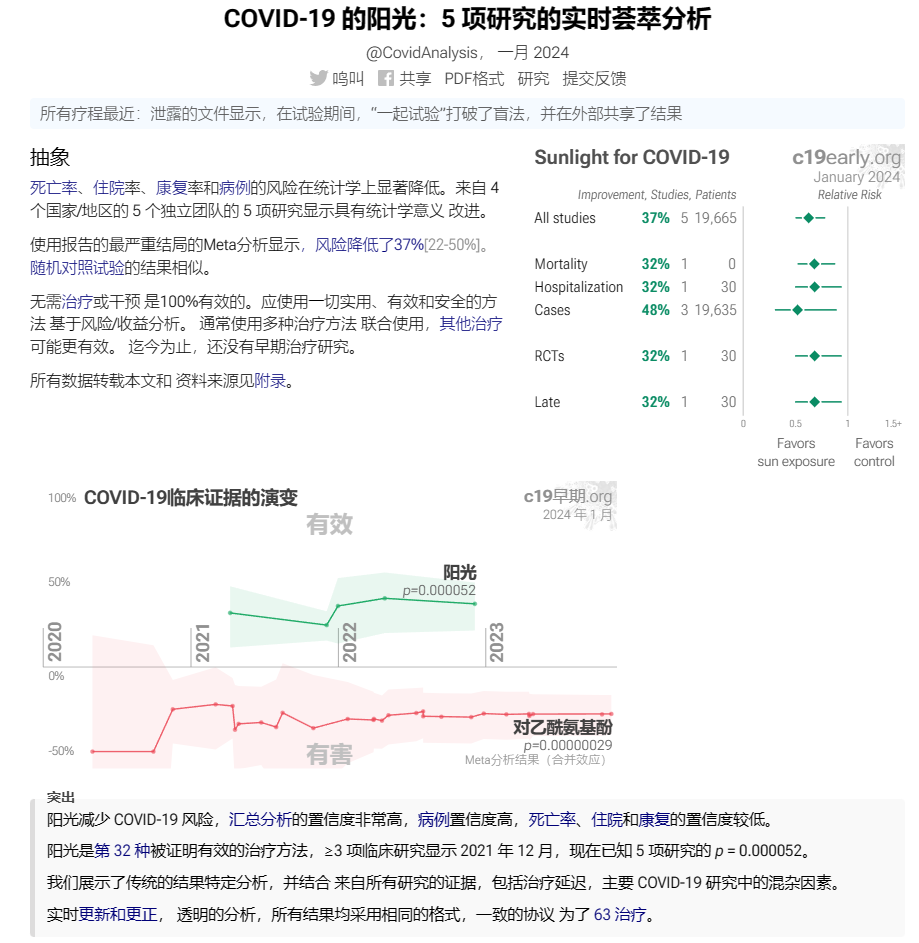 COVID-19 的阳光：5 项研究的实时荟萃分析
@CovidAnalysis， 一月 2024
呜叫 共享 PDF格式 研究 提交反馈
所有疗程最近：泄露的文件显示，在试验期间，“一起试验”打破了盲法，并在外部共享了结果
抽象
死亡率、住院率、康复率和病例的风险在统计学上显著降低。来自 4
个国家/地区的 5 个独立团队的 5 项研究显示具有统计学意义 改进。
使用报告的最严重结局的Meta分析显示，风险降低了37%[22-50%]。
随机对照试验的结果相似。
无需治疗或干预 是100%有效的。应使用一切实用、有效和安全的方
法 基于风险/收益分析。 通常使用多种治疗方法 联合使用，其他治疗
可能更有效。 迄今为止，还没有早期治疗研究。
所有数据转载本文和 资料来源见附录。
Sunlight for COVID-19
c19early.org
January 2024
Improvement, Studies, Patients
Relative Risk
All studies 37% 5 19,665
Mortality 32% 1 0
Hospitalization 32% 1 30
Cases 48% 3 19,635
RCTs 32% 1 30
Late 32% 1 30
0 0.5 1 1.5+
Favors Favors
sun exposure control
100% COVID-19临床证据的演变
c19早期.org
2024 年 1 月
有效
50%
阳光
p=0.000052
2020 2021 2022 2023
0%
对乙酰氨基酚
p=0.00000029
-50%
有害
Meta分析结果（合并效应）
突出
阳光减少 COVID-19 风险，汇总分析的置信度非常高，病例置信度高，死亡率、住院和康复的置信度较低。
阳光是第 32 种被证明有效的治疗方法，≥3 项临床研究显示 2021 年 12 月，现在已知 5 项研究的 p = 0.000052。
我们展示了传统的结果特定分析，并结合 来自所有研究的证据，包括治疗延迟，主要 COVID-19 研究中的混杂因素。
实时更新和更正， 透明的分析，所有结果均采用相同的格式，一致的协议 为了 63 治疗。